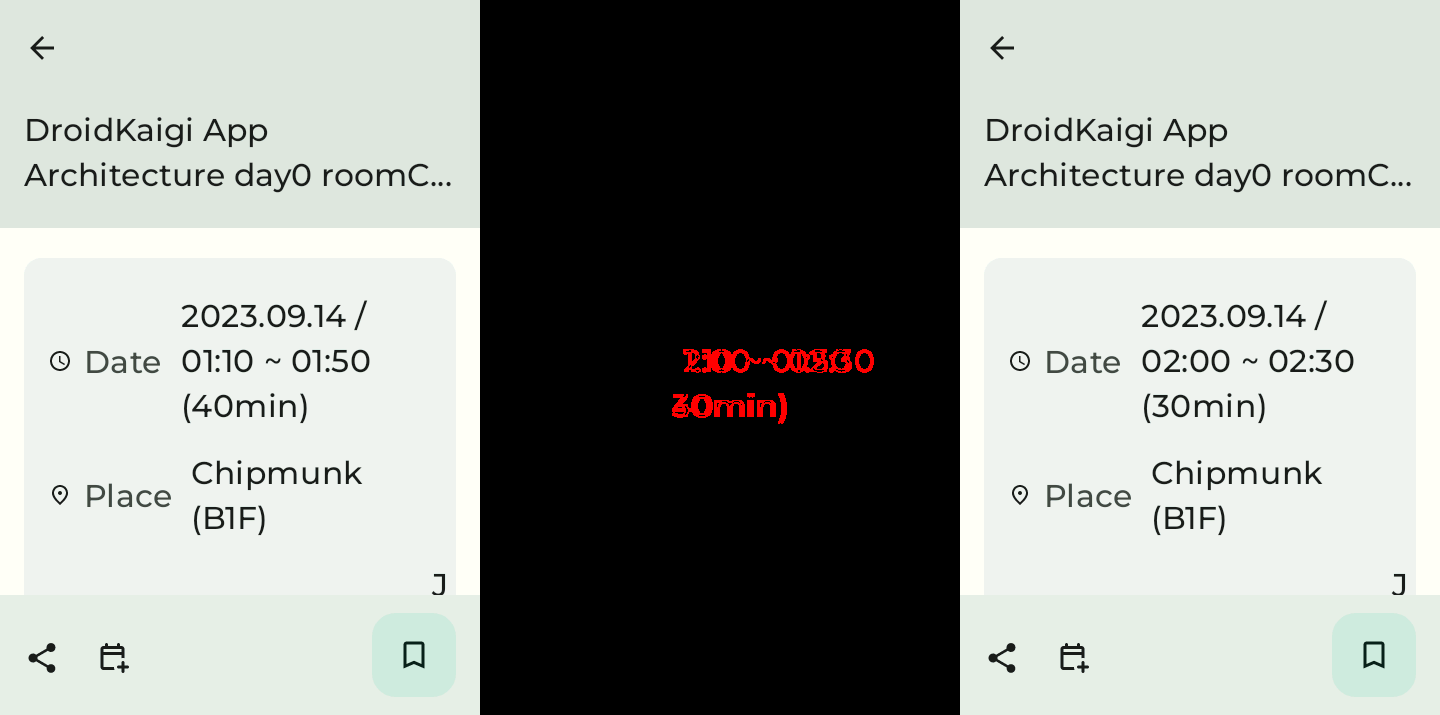 DroidKaigi App
Architecture day0 roomC...
Date
2023.09.14 /
01:10 ~ 01:50
(40min)
Place
Chipmunk
(B1F)
J
30min)
DroidKaigi App
Architecture day0 roomC...
Date
2023.09.14 /
02:00 ~ 02:30
(30min)
Place
Chipmunk
(B1F)
J